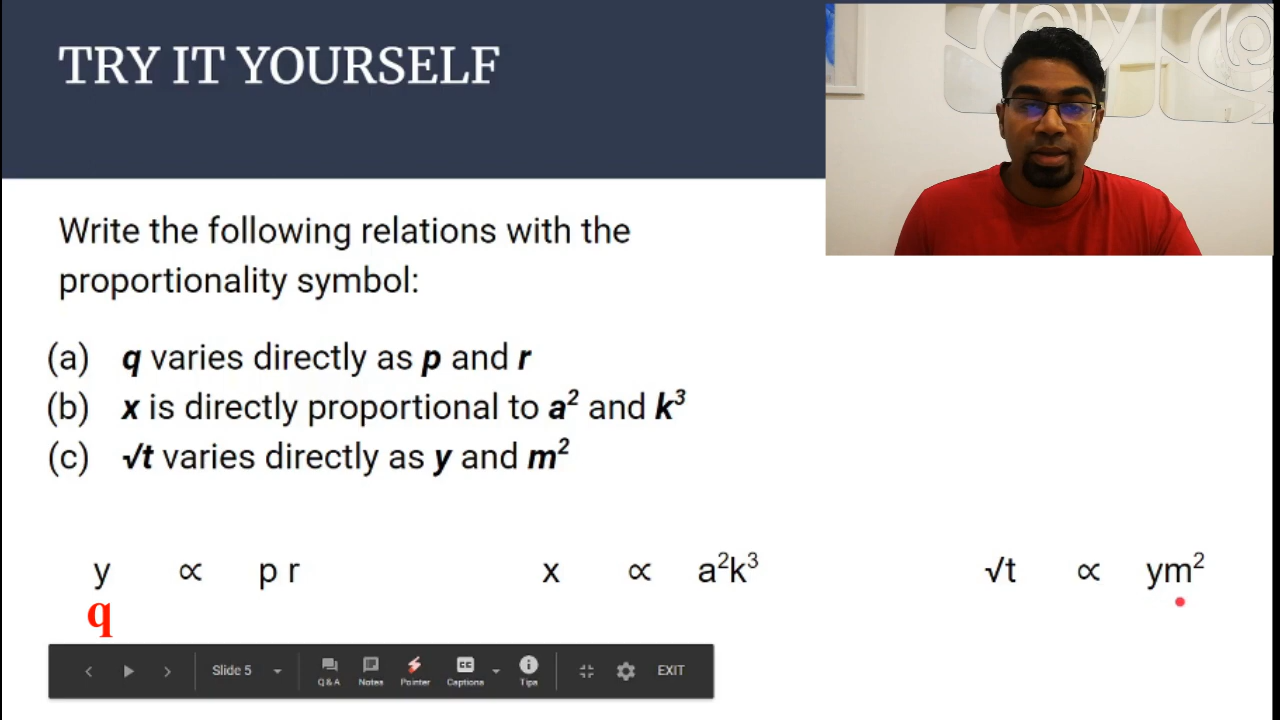 TRY IT YOURSELF
Write the following relations with the
proportionality symbol:
(a) q varies directly as p and r
(b) x is directly proportional to a² and k³
(c) √t varies directly as y and m²
y ∝ p r x ∝ a²k³ √t ∝ ym²
q
Slide 5 Q&A Notes Pointer CC Captions Tips EXIT